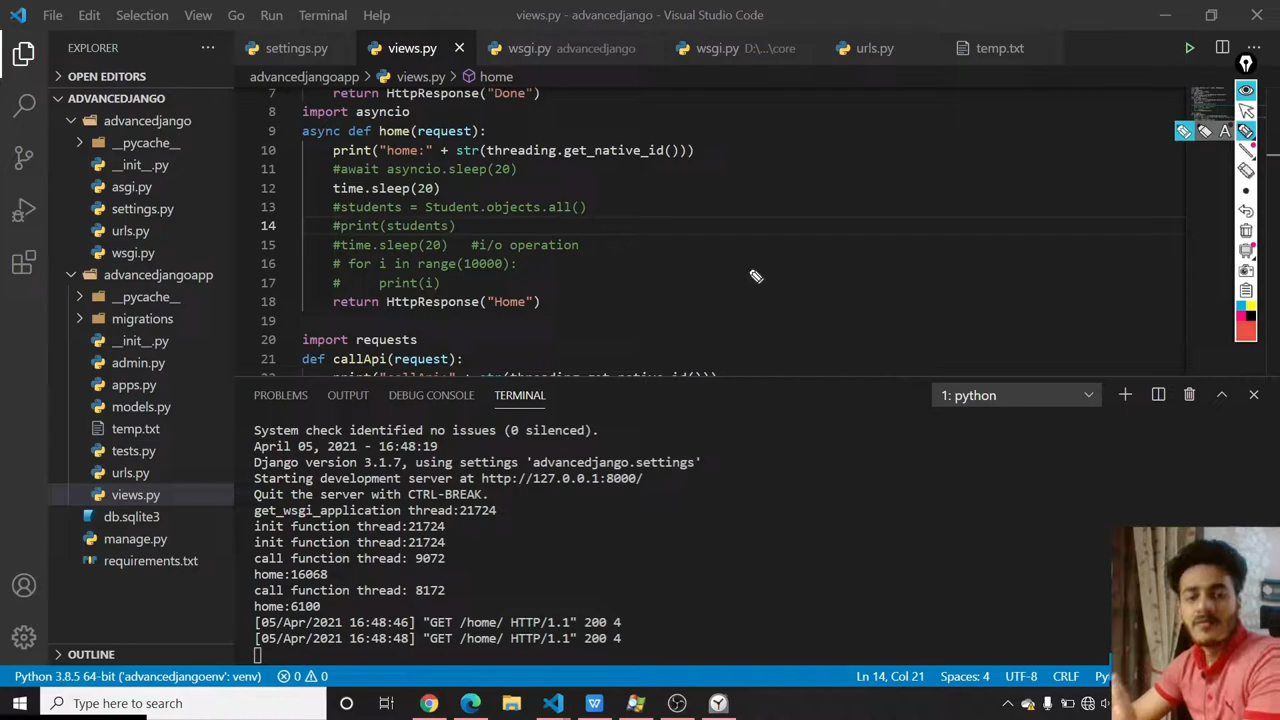 File Edit Selection View Go Run Terminal Help
views.py - advancedjango - Visual Studio Code
EXPLORER
OPEN EDITORS
ADVANCEDJANGO
advancedjango
__pycache__
__init__.py
asgi.py
settings.py
urls.py
wsgi.py
advancedjangoapp
__pycache__
migrations
__init__.py
admin.py
apps.py
models.py
temp.txt
tests.py
urls.py
views.py
db.sqlite3
manage.py
requirements.txt
OUTLINE
settings.py views.py wsgi.py advancedjango wsgi.py D:\...\core urls.py temp.txt
advancedjangoapp > views.py > home
7 return HttpResponse("Done")
8 import asyncio
9 async def home(request):
10 print("home:" + str(threading.get_native_id()))
11 #await asyncio.sleep(20)
12 time.sleep(20)
13 #students = Student.objects.all()
14 #print(students)
15 #time.sleep(20) #i/o operation
16 # for i in range(10000):
17 # print(i)
18 return HttpResponse("Home")
19
20 import requests
21 def callApi(request):
22 print("callApi:" + str(threading.get_native_id()))
A
PROBLEMS OUTPUT DEBUG CONSOLE TERMINAL
1: python
System check identified no issues (0 silenced).
April 05, 2021 - 16:48:19
Django version 3.1.7, using settings 'advancedjango.settings'
Starting development server at http://127.0.0.1:8000/
Quit the server with CTRL-BREAK.
get_wsgi_application thread:21724
init function thread:21724
init function thread:21724
call function thread: 9072
home:16068
call function thread: 8172
home:6100
[05/Apr/2021 16:48:46] "GET /home/ HTTP/1.1" 200 4
[05/Apr/2021 16:48:48] "GET /home/ HTTP/1.1" 200 4
Python 3.8.5 64-bit ('advancedjangoenv': venv) 0 0
Ln 14, Col 21 Spaces: 4 UTF-8 CRLF
Type here to search